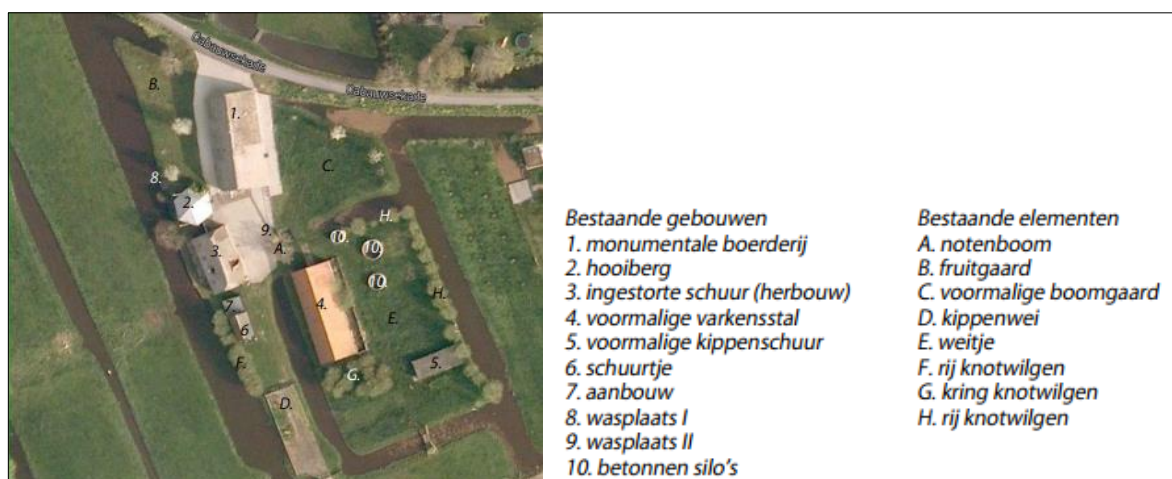 Cabauwsekade
Cabauwsekade
B.
1.
C.
8.
2.
H.
9.
10.
10.
A.
3.
10.
H.
7.
4.
E.
6.
F.
G.
5.
D.
Bestaande gebouwen
1. monumentale boerderij
2. hooiberg
3. ingestorte schuur (herbouw)
4. voormalige varkensstal
5. voormalige kippenschuur
6. schuurtje
7. aanbouw
8. wasplaats I
9. wasplaats II
10. betonnen silo's
Bestaande elementen
A. notenboom
B. fruitgaard
C. voormalige boomgaard
D. kippenwei
E. weitje
F. rij knotwilgen
G. kring knotwilgen
H. rij knotwilgen